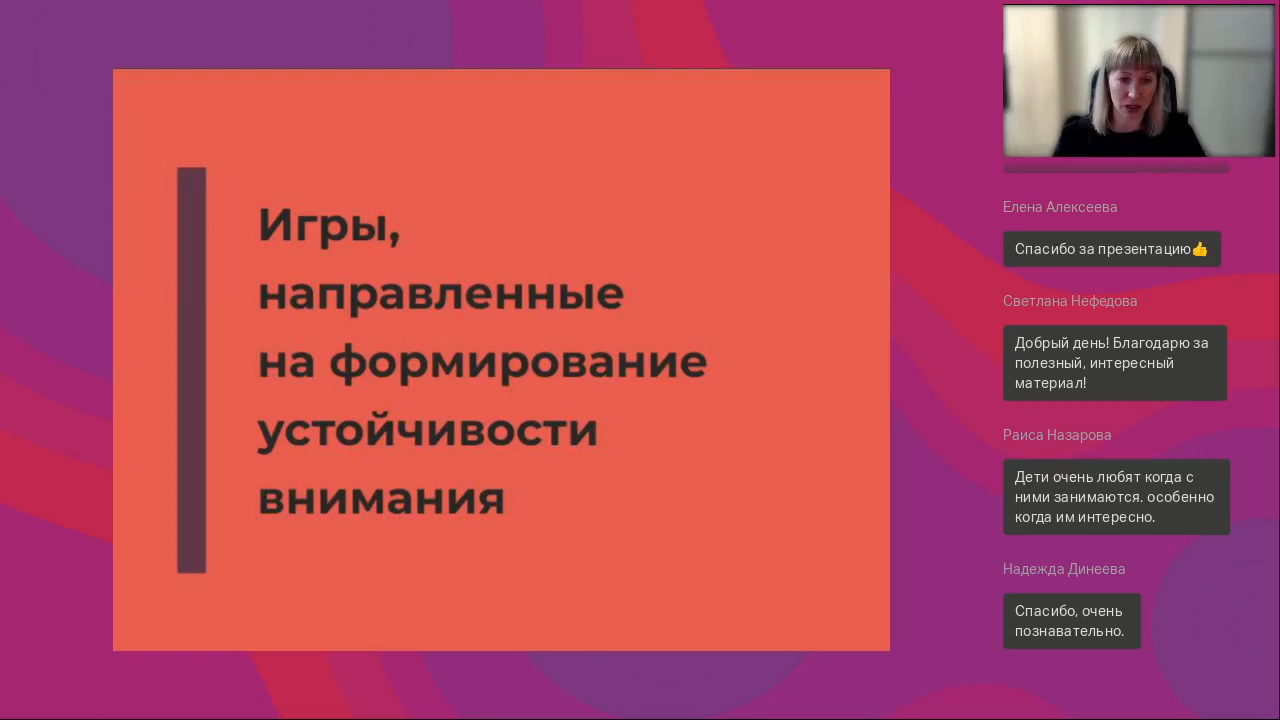 Игры,
направленные
на формирование
устойчивости
внимания
Елена Алексеева
Спасибо за презентацию👍
Светлана Нефедова
Добрый день! Благодарю за
полезный, интересный
материал!
Раиса Назарова
Дети очень любят когда с
ними занимаются. особенно
когда им интересно.
Надежда Динеева
Спасибо, очень
познавательно.